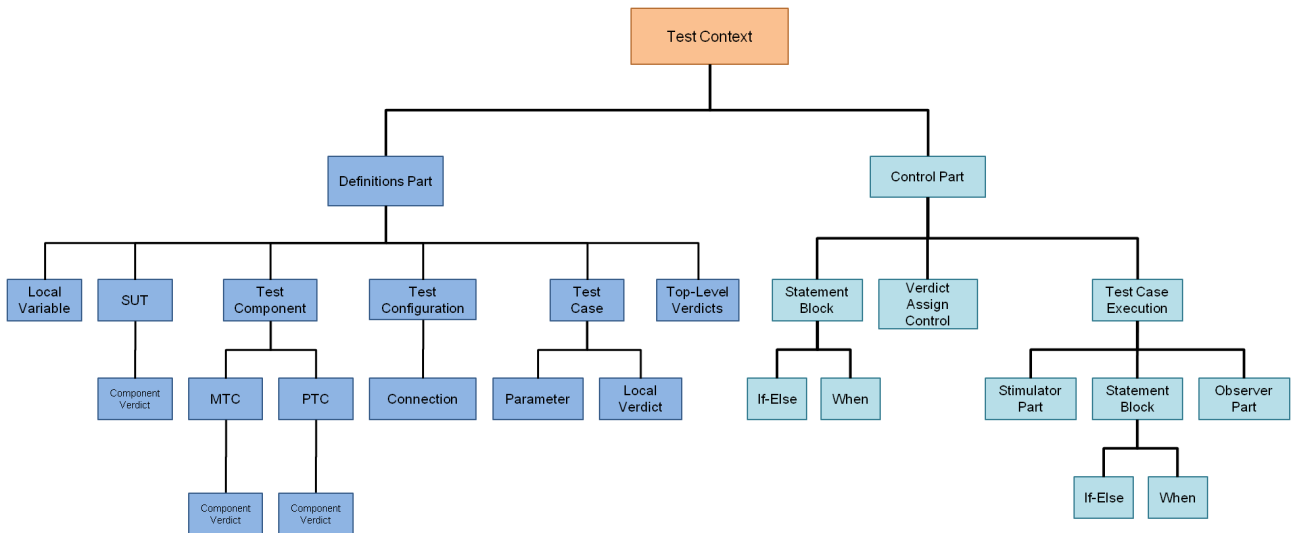 Test Context
Definitions Part
Control Part
Local
Variable
SUT
Test
Component
Test
Configuration
Test
Case
Top-Level
Verdicts
Statement
Block
Verdict
Assign
Control
Test Case
Execution
Component
Verdict
MTC
PTC
Connection
Parameter
Local
Verdict
If-Else
When
Stimulator
Part
Statement
Block
Observer
Part
Component
Verdict
Component
Verdict
If-Else
When